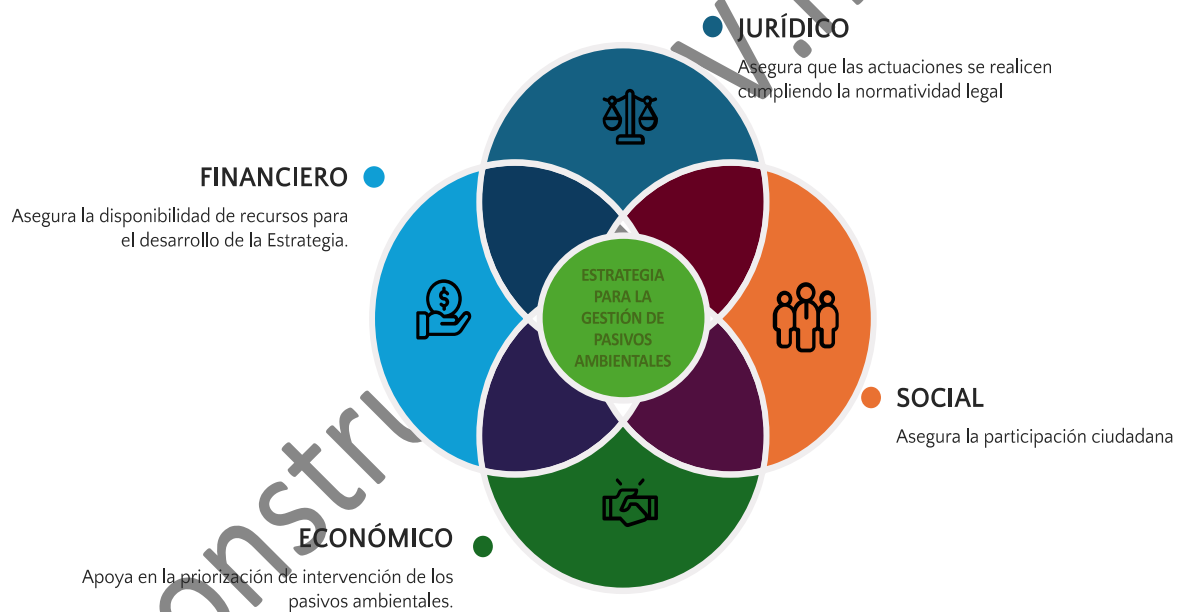 JURÍDICO
Asegura que las actuaciones se realicen
cumpliendo la normatividad legal
FINANCIERO
Asegura la disponibilidad de recursos para
el desarrollo de la Estrategia.
$
ESTRATEGIA
PARA LA
GESTIÓN DE
PASIVOS
AMBIENTALES
SOCIAL
Asegura la participación ciudadana
ECONÓMICO
Apoya en la priorización de intervención de los
pasivos ambientales.